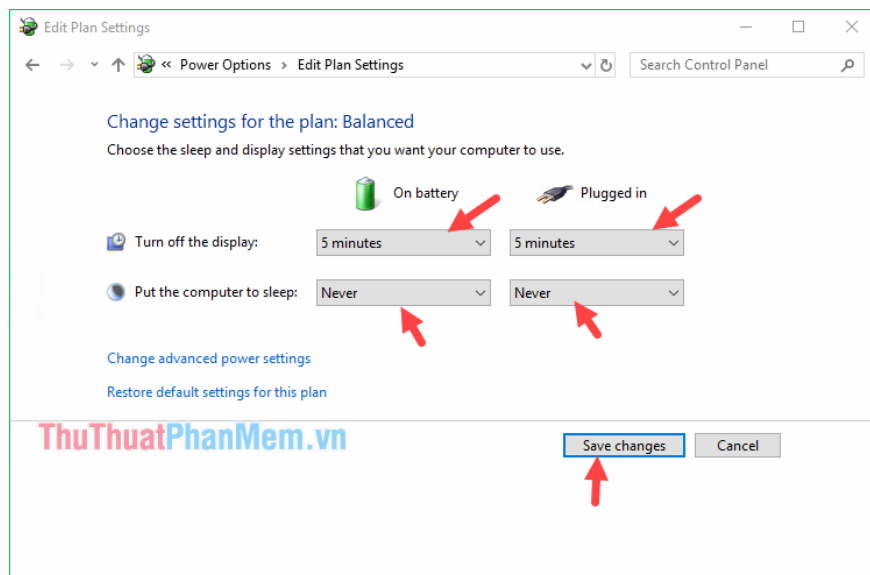 Edit Plan Settings
« Power Options > Edit Plan Settings
Search Control Panel
Change settings for the plan: Balanced
Choose the sleep and display settings that you want your computer to use.
On battery Plugged in
Turn off the display: 5 minutes 5 minutes
Put the computer to sleep: Never Never
Change advanced power settings
Restore default settings for this plan
ThuThuatPhanMem.vn
Save changes Cancel